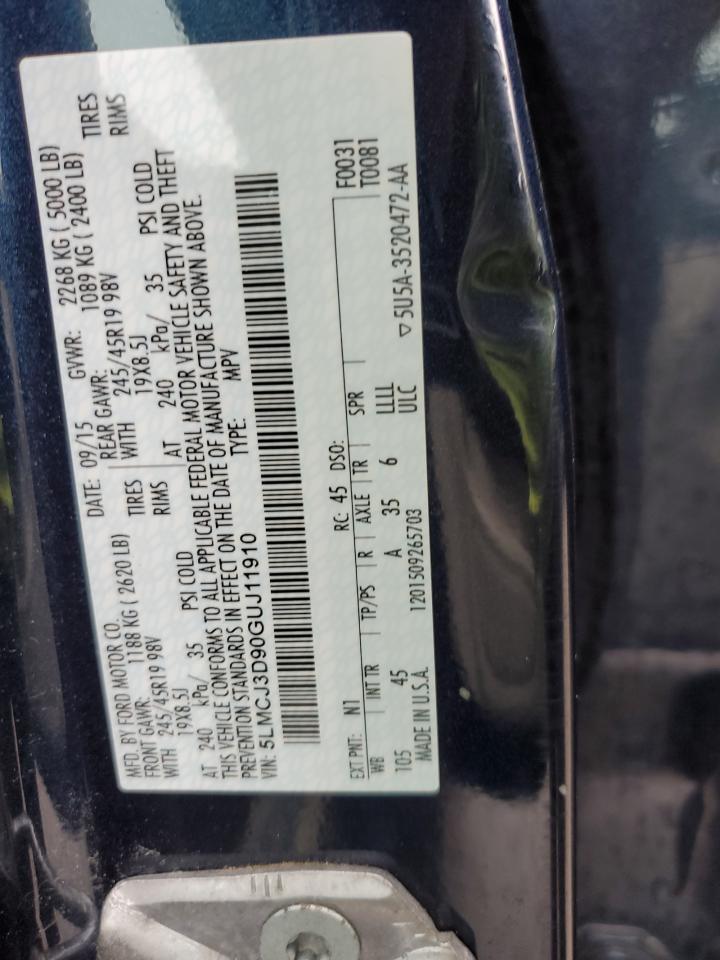 MFD. BY FORD MOTOR CO. DATE: 09/15 GVWR: 2268 KG ( 5000 LB)
FRONT GAWR: 1188 KG ( 2620 LB) REAR GAWR: 1089 KG ( 2400 LB)
WITH 245/45R19 98V TIRES WITH 245/45R19 98V TIRES
19X8.5J RIMS 19X8.5J RIMS
AT 240 kPa/ 35 PSI COLD AT 240 kPa/ 35 PSI COLD
THIS VEHICLE CONFORMS TO ALL APPLICABLE FEDERAL MOTOR VEHICLE SAFETY AND THEFT
PREVENTION STANDARDS IN EFFECT ON THE DATE OF MANUFACTURE SHOWN ABOVE.
VIN: 5LMCJ3D90GUJ11910 TYPE: MPV
EXT PNT: N1 RC: 45 DSO: F0031
WB INT TR TP/PS R AXLE TR SPR T0081
105 45 A 35 6 LLLL
MADE IN U.S.A. 1201509265703 ULC ▽5U5A-3520472-AA